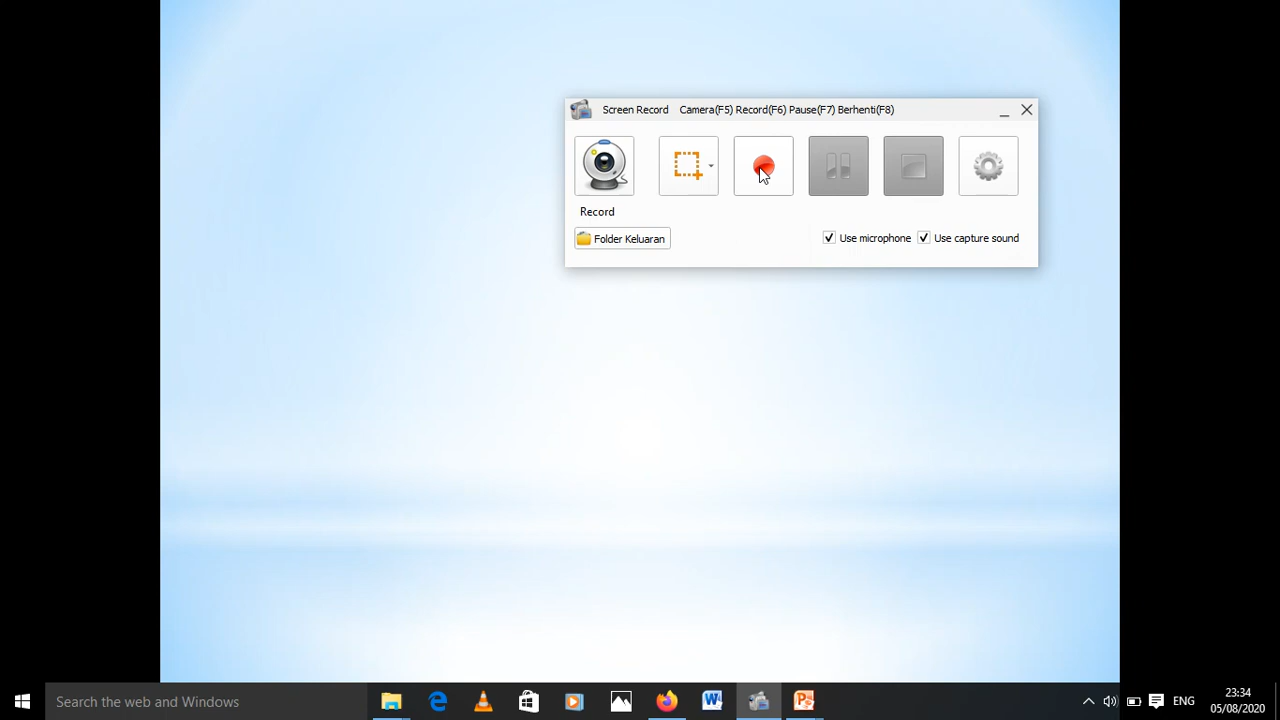 Screen Record Camera(F5) Record(F6) Pause(F7) Berhenti(F8)
Record
Folder Keluaran
Use microphone Use capture sound
Search the web and Windows
ENG
23:34
05/08/2020